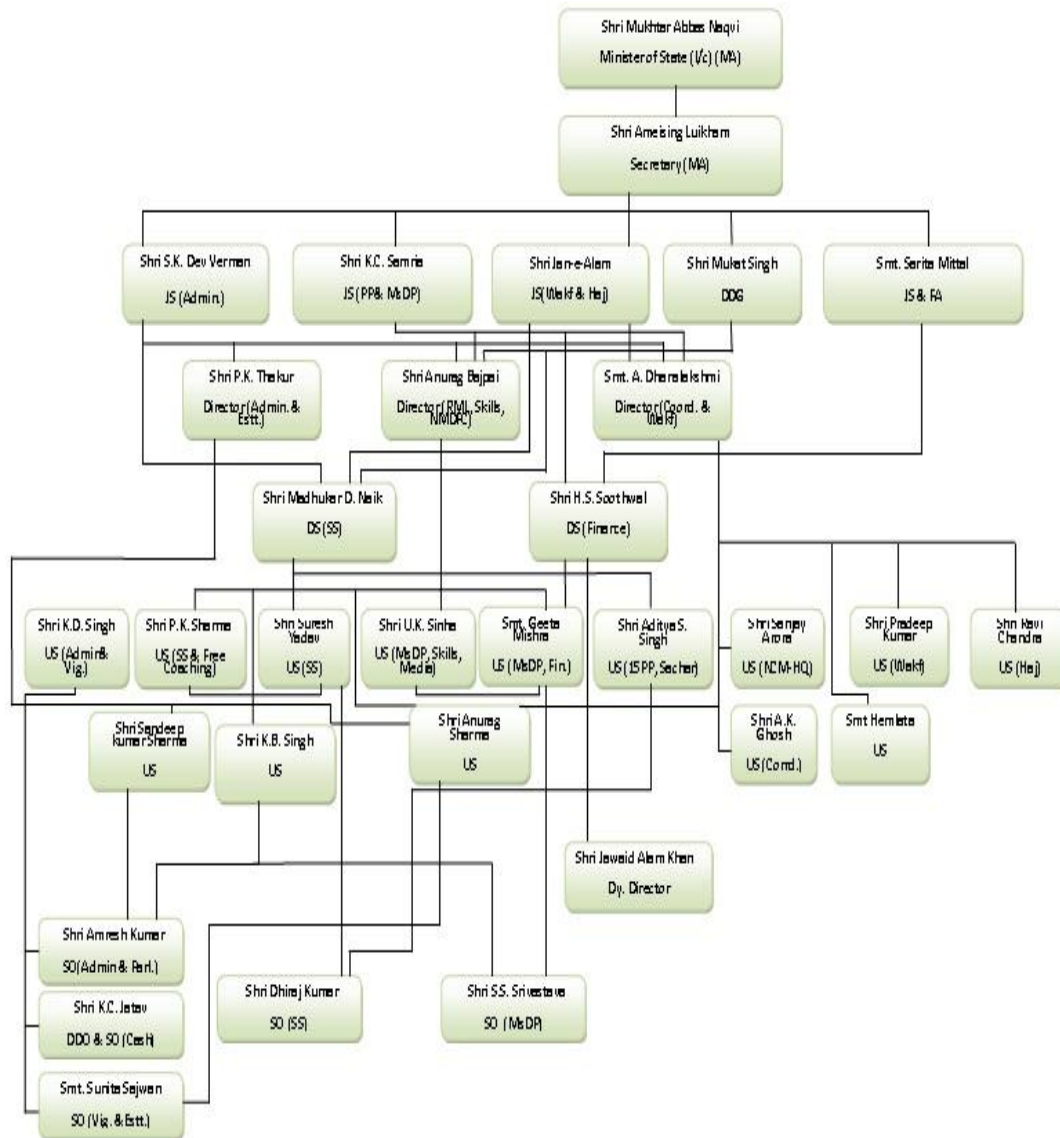 Shri Mukhtar Abbas Naqvi
Minister of State (I/c) (MA)
Shri Ameising Luikham
Secretary (MA)
Shri S.K. Dev Verman
JS (Admin.)
Shri K.C. Samria
JS (PP & MsDP)
Shri Jan-e-Alam
JS (Wakf & Haj)
Shri Mukat Singh
DDG
Smt. Sarita Mittal
JS & FA
Shri P.K. Thakur
Director (Admin. &
Estt.)
Shri Anurag Bajpai
Director (RML, Skills,
NMDFC)
Smt. A. Dhanalakshmi
Director (Coord. &
Wakf)
Shri Madhukar D. Naik
DS (SS)
Shri H.S. Soothwal
DS (Finance)
Shri K.D. Singh
US (Admin &
Vig.)
Shri P. K. Sharma
US (SS & Free
Coaching)
Shri Suresh
Yadav
US (SS)
Shri U.K. Sinha
US (MsDP, Skills,
Media)
Smt. Geeta
Mishra
US (MsDP, Fin.)
Shri Aditya S.
Singh
US (15 PP, Sachar)
Shri Sanjay
Arora
US (NCM-HQ)
Shri Pradeep
Kumar
US (Wakf)
Shri Ravi
Chandra
US (Haj)
Shri Sandeep
kumar Sharma
US
Shri K.B. Singh
US
Shri Anurag
Sharma
US
Shri A.K.
Ghosh
US (Corrd.)
Smt Hemlata
US
Shri Jawaid Alam Khan
Dy. Director
Shri Amresh Kumar
SO (Admin & Parl.)
Shri Dhiraj Kumar
SO (SS)
Shri S.S. Srivastava
SO (MsDP)
Shri K.C. Jatav
DDO & SO (Cash)
Smt. Sunita Sajwan
SO (Vig. & Estt.)